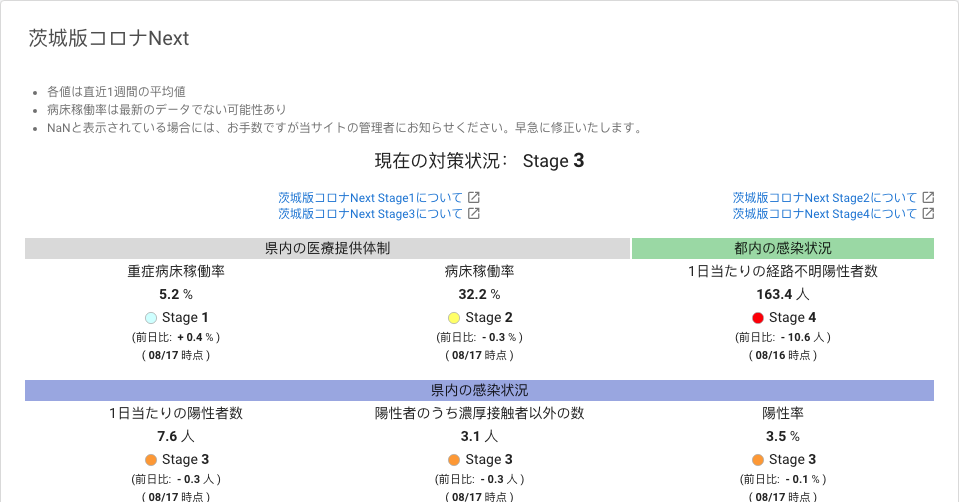 茨城版コロナNext
各値は直近1週間の平均値
病床稼働率は最新のデータでない可能性あり
NaNと表示されている場合には、お手数ですが当サイトの管理者にお知らせください。早急に修正いたします。
現在の対策状況： Stage 3
茨城版コロナNext Stage1について 茨城版コロナNext Stage2について
茨城版コロナNext Stage3について 茨城版コロナNext Stage4について
県内の医療提供体制 都内の感染状況
重症病床稼働率 病床稼働率 1日当たりの経路不明陽性者数
5.2 % 32.2 % 163.4 人
Stage 1 Stage 2 Stage 4
(前日比: + 0.4 % ) (前日比: - 0.3 % ) (前日比: - 10.6 人 )
( 08/17 時点 ) ( 08/17 時点 ) ( 08/16 時点 )
県内の感染状況
1日当たりの陽性者数 陽性者のうち濃厚接触者以外の数 陽性率
7.6 人 3.1 人 3.5 %
Stage 3 Stage 3 Stage 3
(前日比: - 0.3 人 ) (前日比: - 0.3 人 ) (前日比: - 0.1 % )
( 08/17 時点 ) ( 08/17 時点 ) ( 08/17 時点 )